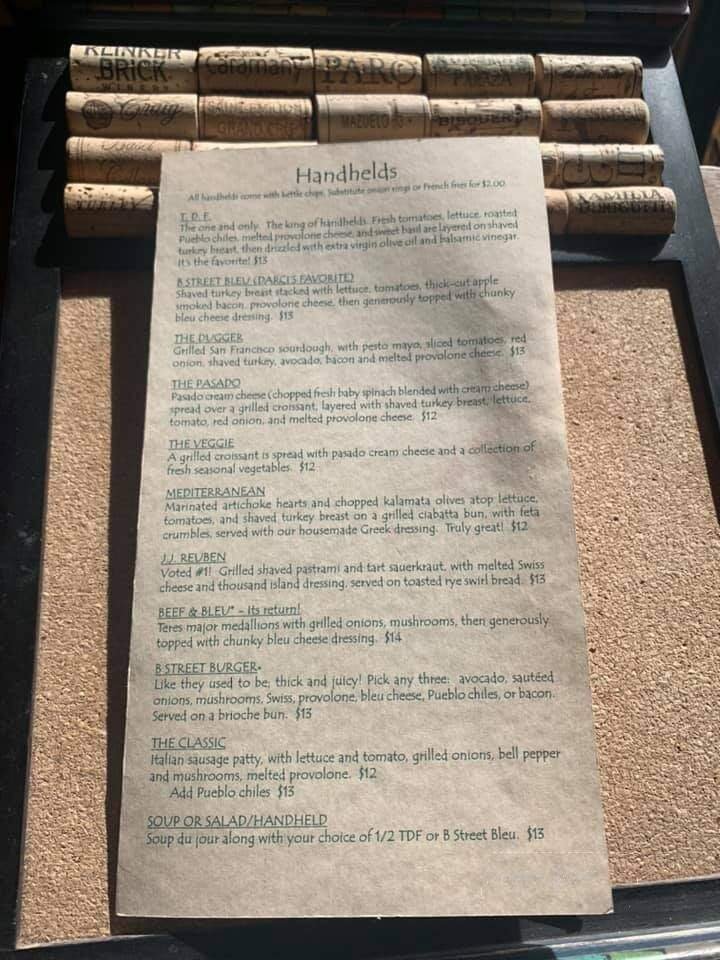 KLINKER
BRICK
WINERY
Caramany
PARO
Craig
SAINT-EMILION
GRAND CRU
MAZUELO
Handhelds
All handhelds come with kettle chips. Substitute onion rings or French fries for $2.00
T. D. F.
The one and only. The king of handhelds. Fresh tomatoes, lettuce, roasted
Pueblo chiles, melted provolone cheese, and sweet basil are layered on shaved
turkey breast, then drizzled with extra virgin olive oil and balsamic vinegar.
It's the favorite! $13
B STREET BLEU (DARCI'S FAVORITE)
Shaved turkey breast stacked with lettuce, tomatoes, thick-cut apple
smoked bacon, provolone cheese, then generously topped with chunky
bleu cheese dressing. $13
THE DUGGER
Grilled San Francisco sourdough, with pesto mayo, sliced tomatoes, red
onion, shaved turkey, avocado, bacon and melted provolone cheese. $13
THE PASADO
Pasado cream cheese (chopped fresh baby spinach blended with cream cheese)
spread over a grilled croissant, layered with shaved turkey breast, lettuce,
tomato, red onion, and melted provolone cheese. $12
THE VEGGIE
A grilled croissant is spread with pasado cream cheese and a collection of
fresh seasonal vegetables. $12
MEDITERRANEAN
Marinated artichoke hearts and chopped kalamata olives atop lettuce,
tomatoes, and shaved turkey breast on a grilled ciabatta bun, with feta
crumbles, served with our housemade Greek dressing. Truly great! $12
J.J. REUBEN
Voted #1! Grilled shaved pastrami and tart sauerkraut, with melted Swiss
cheese and thousand island dressing, served on toasted rye swirl bread. $13
BEEF & BLEU* - Its return!
Teres major medallions with grilled onions, mushrooms, then generously
topped with chunky bleu cheese dressing. $14
B STREET BURGER*
Like they used to be, thick and juicy! Pick any three: avocado, sautéed
onions, mushrooms, Swiss, provolone, bleu cheese, Pueblo chiles, or bacon.
Served on a brioche bun. $13
THE CLASSIC
Italian sausage patty, with lettuce and tomato, grilled onions, bell pepper
and mushrooms, melted provolone. $12
Add Pueblo chiles $13
SOUP OR SALAD/HANDHELD
Soup du jour along with your choice of 1/2 TDF or B Street Bleu. $13